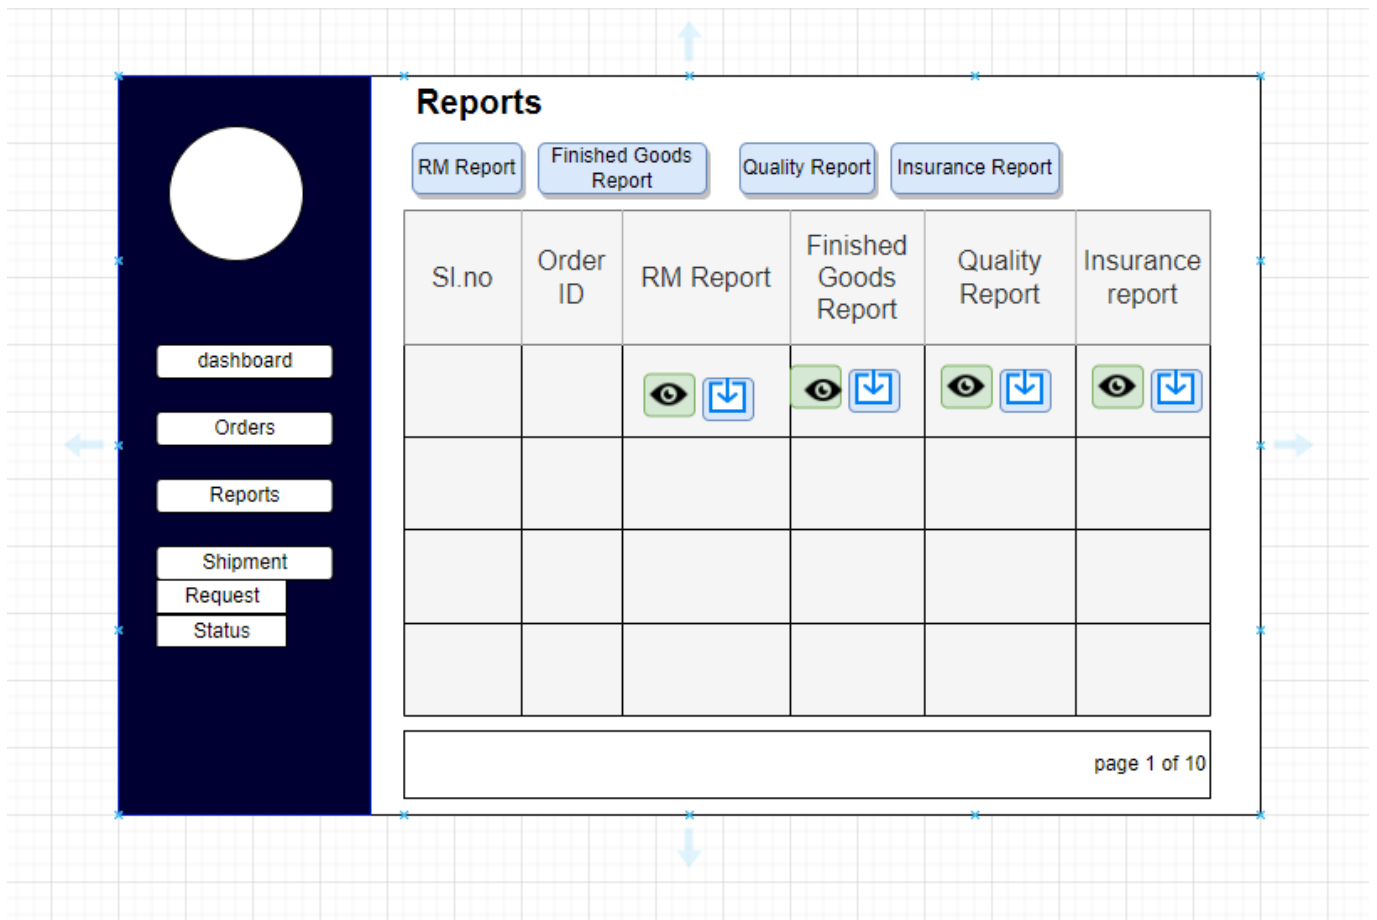 Reports
RM Report
Finished Goods
Report
Quality Report
Insurance Report
Sl.no
Order
ID
RM Report
Finished
Goods
Report
Quality
Report
Insurance
report
dashboard
Orders
Reports
Shipment
Request
Status
page 1 of 10